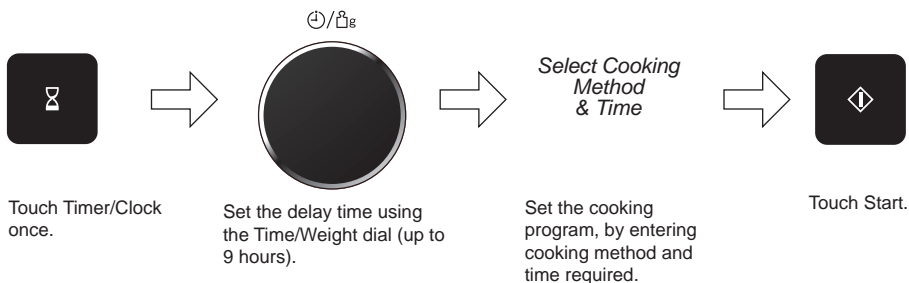 / g
Select Cooking
Method
& Time
Touch Timer/Clock
once.
Set the delay time using
the Time/Weight dial (up to
9 hours).
Set the cooking
program, by entering
cooking method and
time required.
Touch Start.